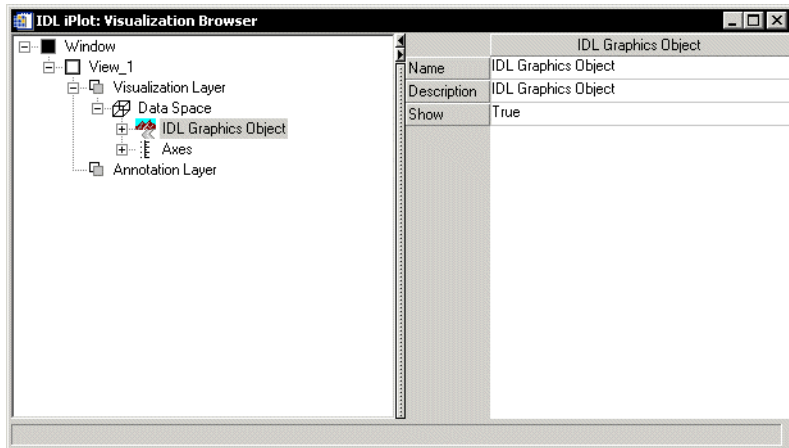 IDL iPlot: Visualization Browser
Window
View_1
Visualization Layer
Data Space
IDL Graphics Object
Axes
Annotation Layer
IDL Graphics Object
Name IDL Graphics Object
Description IDL Graphics Object
Show True